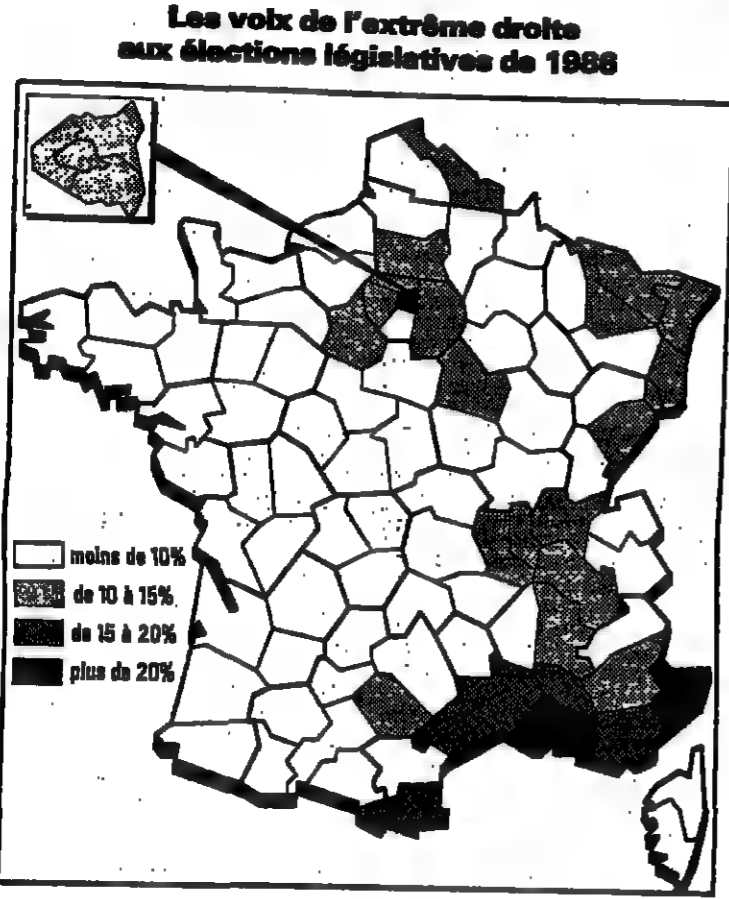 Les voix de l'extrême droite
aux élections législatives de 1986
moins de 10%
de 10 à 15%
de 15 à 20%
plus de 20%